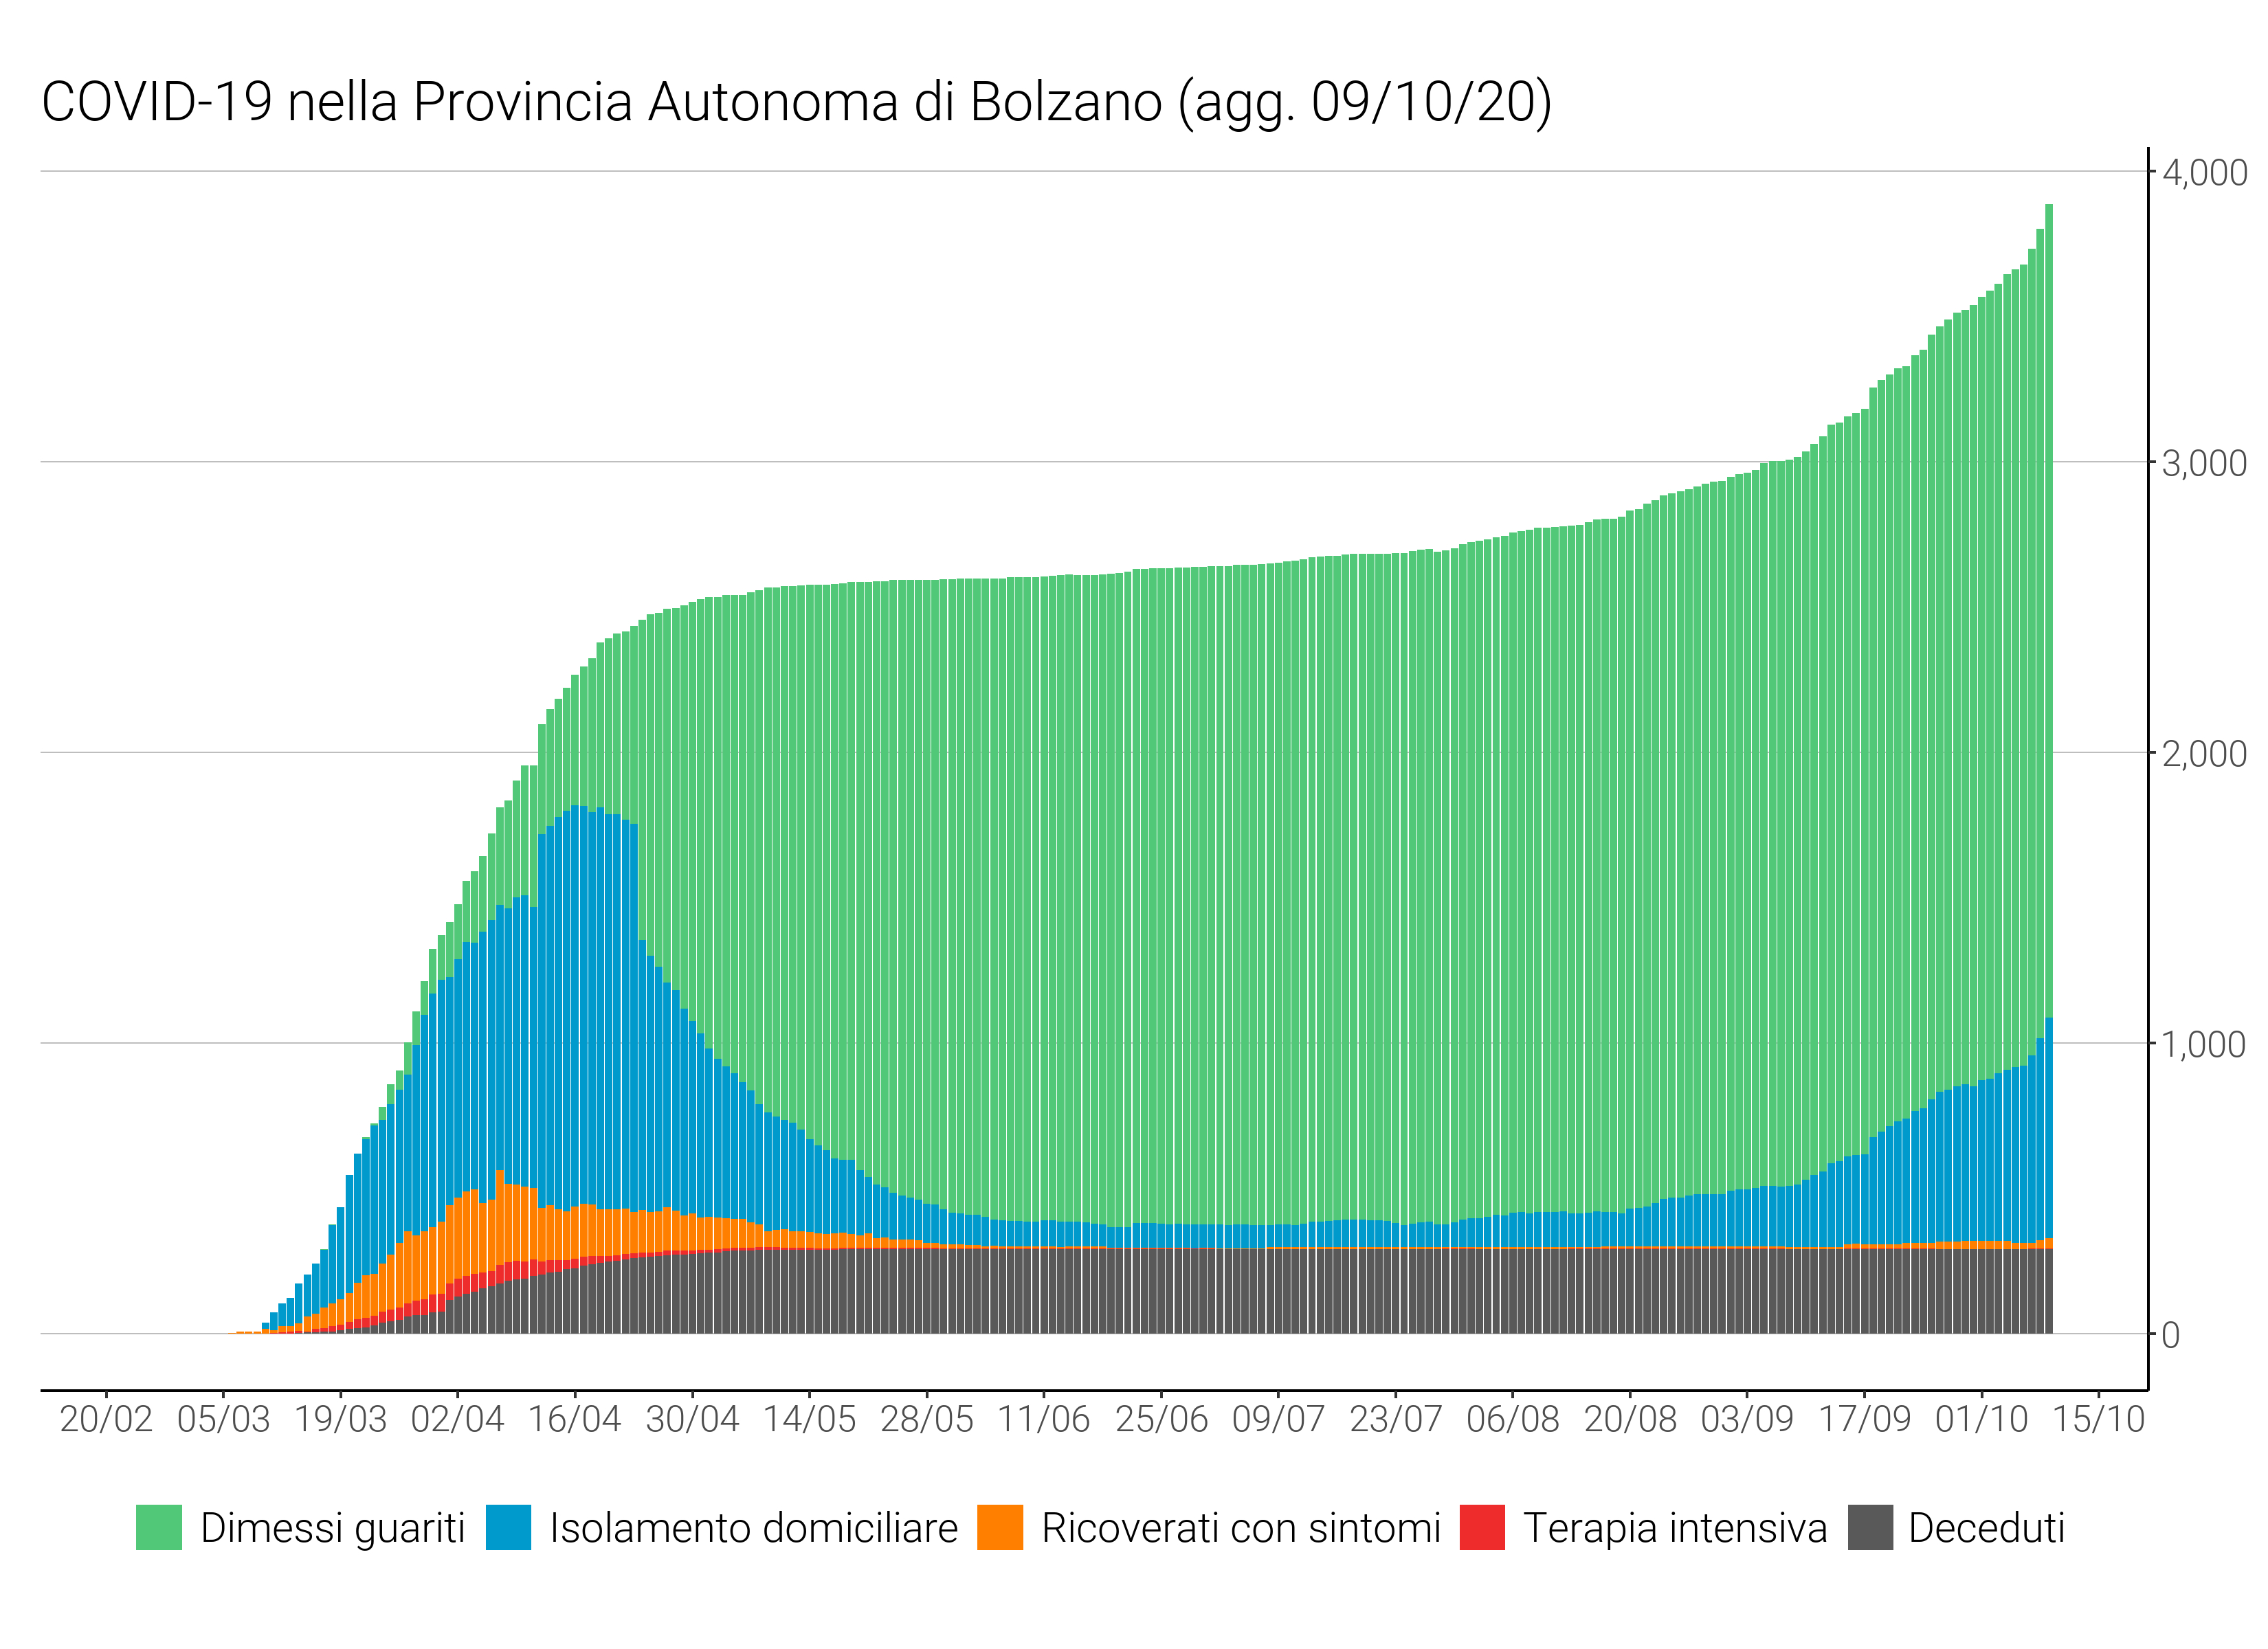 COVID-19 nella Provincia Autonoma di Bolzano (agg. 09/10/20)
4,000
3,000
2,000
1,000
0
20/02 05/03 19/03 02/04 16/04 30/04 14/05 28/05 11/06 25/06 09/07 23/07 06/08 20/08 03/09 17/09 01/10 15/10
Dimessi guariti Isolamento domiciliare Ricoverati con sintomi Terapia intensiva Deceduti